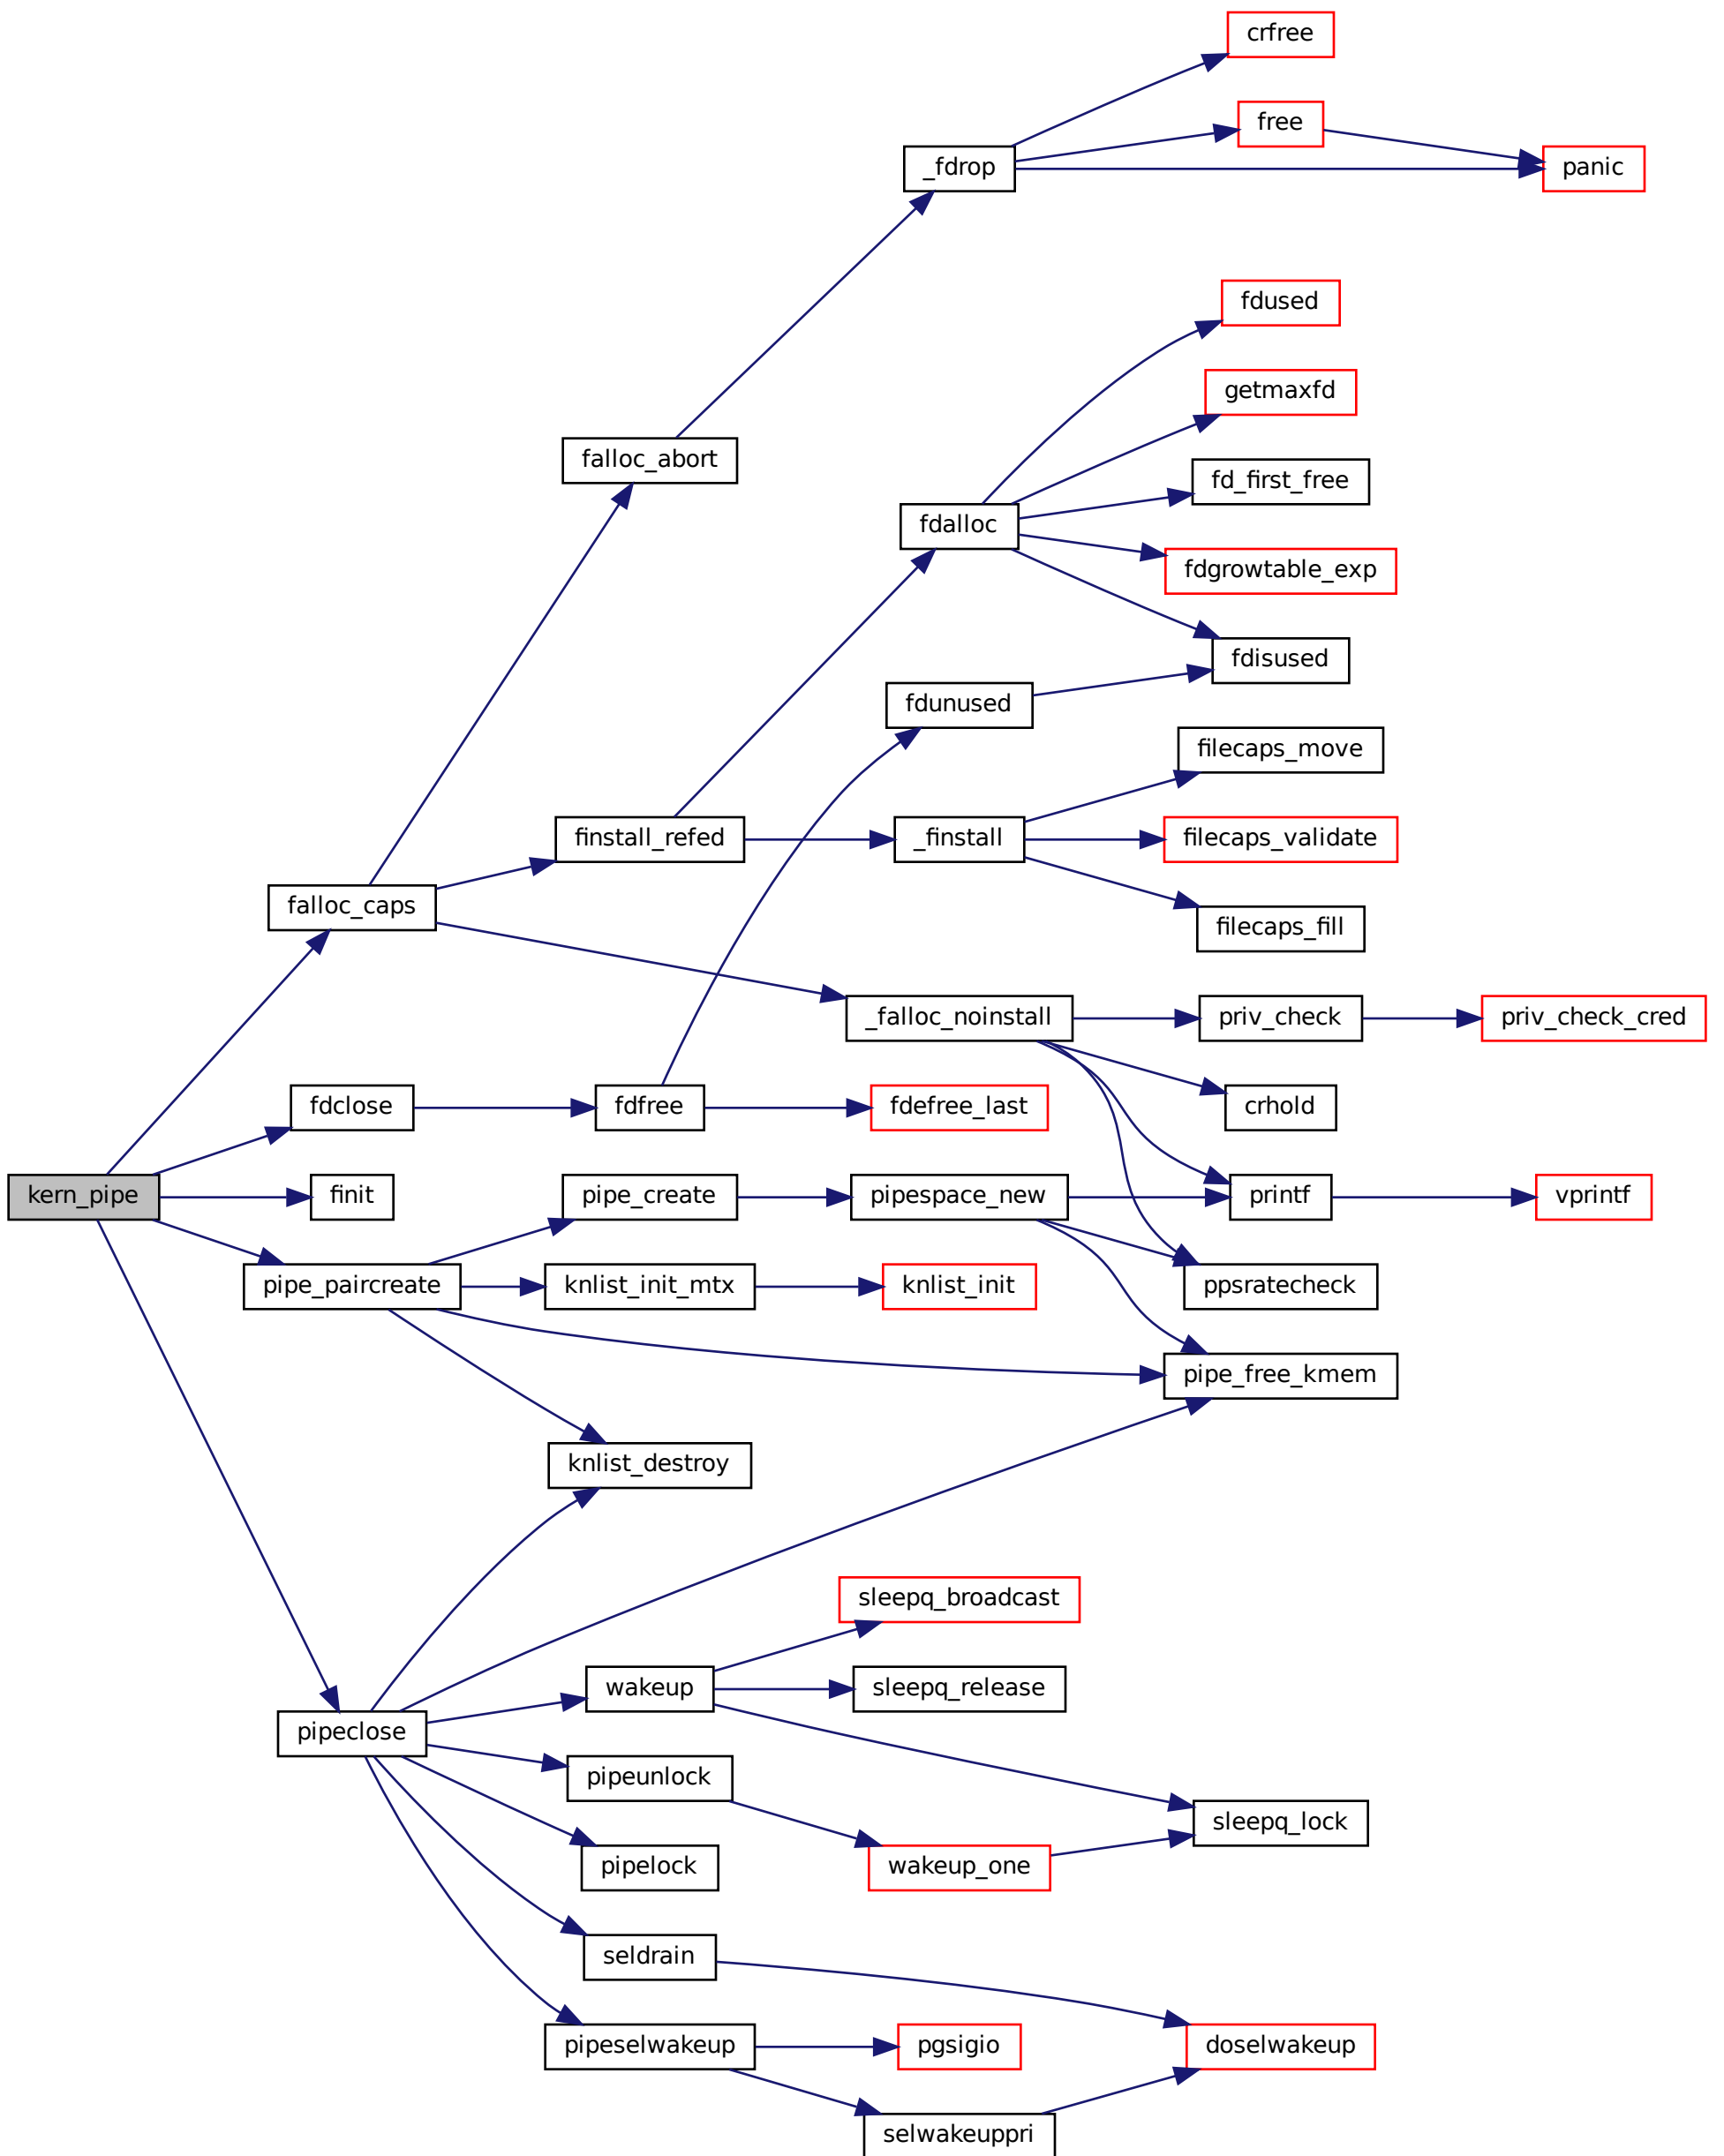 crfree
free
_fdrop
panic
fdused
getmaxfd
falloc_abort
fd_first_free
fdalloc
fdgrowtable_exp
fdisused
fdunused
filecaps_move
finstall_refed
_finstall
filecaps_validate
falloc_caps
filecaps_fill
_falloc_noinstall
priv_check
priv_check_cred
fdclose
fdfree
fdefree_last
crhold
kern_pipe
finit
pipe_create
pipespace_new
printf
vprintf
pipe_paircreate
knlist_init_mtx
knlist_init
ppsratecheck
pipe_free_kmem
knlist_destroy
sleepq_broadcast
wakeup
sleepq_release
pipeclose
pipeunlock
sleepq_lock
pipelock
wakeup_one
seldrain
pipeselwakeup
pgsigio
doselwakeup
selwakeuppri